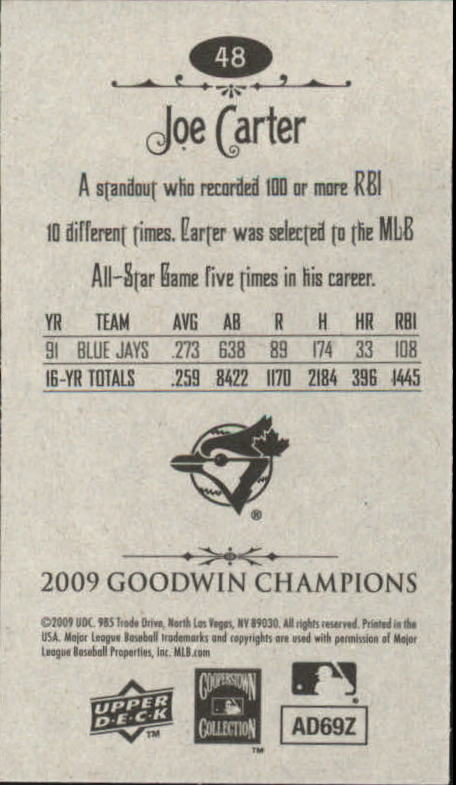 48
Joe Carter
A standout who recorded 100 or more RBI
10 different times. Carter was selected to the MLB
All-Star Game five times in his career.
YR TEAM AVG AB R H HR RBI
91 BLUE JAYS .273 638 89 174 33 108
16-YR TOTALS .259 8422 1170 2184 396 1445
®
2009 GOODWIN CHAMPIONS
©2009 UDC. 985 Trade Drive, North Las Vegas, NV 89030. All rights reserved. Printed in the
USA. Major League Baseball trademarks and copyrights are used with permission of Major
League Baseball Properties, Inc. MLB.com
UPPER
D·E·C·K
TM
COOPERSTOWN
COLLECTION
TM
®
AD69Z